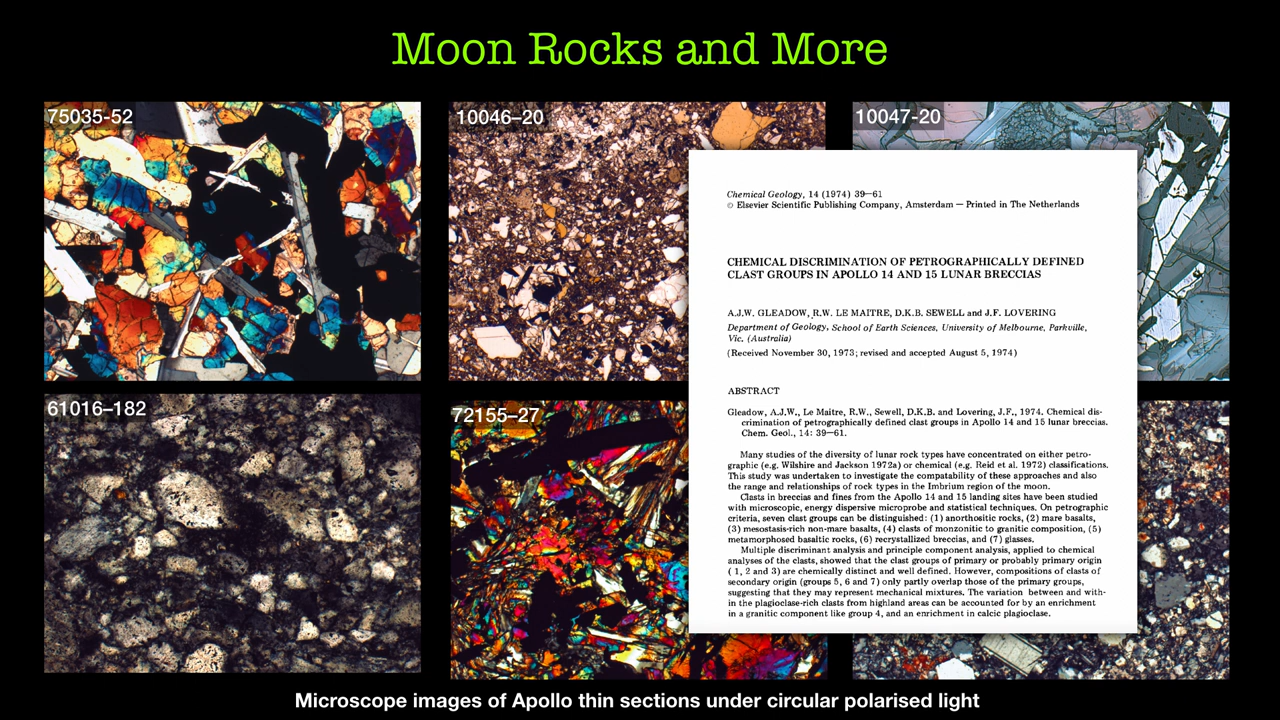 Moon Rocks and More
75035-52
10046–20
10047-20
Chemical Geology, 14 (1974) 39—61
© Elsevier Scientific Publishing Company, Amsterdam — Printed in The Netherlands
CHEMICAL DISCRIMINATION OF PETROGRAPHICALLY DEFINED
CLAST GROUPS IN APOLLO 14 AND 15 LUNAR BRECCIAS
A.J.W. GLEADOW, R.W. LE MAITRE, D.K.B. SEWELL and J.F. LOVERING
Department of Geology, School of Earth Sciences, University of Melbourne, Parkville,
Vic. (Australia)
(Received November 30, 1973; revised and accepted August 5, 1974)
ABSTRACT
Gleadow, A.J.W., Le Maitre, R.W., Sewell, D.K.B. and Lovering, J.F., 1974. Chemical dis-
crimination of petrographically defined clast groups in Apollo 14 and 15 lunar breccias.
Chem. Geol., 14: 39—61.
Many studies of the diversity of lunar rock types have concentrated on either petro-
graphic (e.g. Wilshire and Jackson 1972a) or chemical (e.g. Reid et al. 1972) classifications.
This study was undertaken to investigate the compatability of these approaches and also
the range and relationships of rock types in the Imbrium region of the moon.
Clasts in breccias and fines from the Apollo 14 and 15 landing sites have been studied
with microscopic, energy dispersive microprobe and statistical techniques. On petrographic
criteria, seven clast groups can be distinguished: (1) anorthositic rocks, (2) mare basalts,
(3) mesostasis-rich non-mare basalts, (4) clasts of monzonitic to granitic composition, (5)
metamorphosed basaltic rocks, (6) recrystallized breccias, and (7) glasses.
Multiple discriminant analysis and principle component analysis, applied to chemical
analyses of the clasts, showed that the clast groups of primary or probably primary origin
( 1, 2 and 3) are chemically distinct and well defined. However, compositions of clasts of
secondary origin (groups 5, 6 and 7) only partly overlap those of the primary groups,
suggesting that they may represent mechanical mixtures. The variation between and with-
in the plagioclase-rich clasts from highland areas can be accounted for by an enrichment
in a granitic component like group 4, and an enrichment in calcic plagioclase.
61016–182
72155–27
Microscope images of Apollo thin sections under circular polarised light